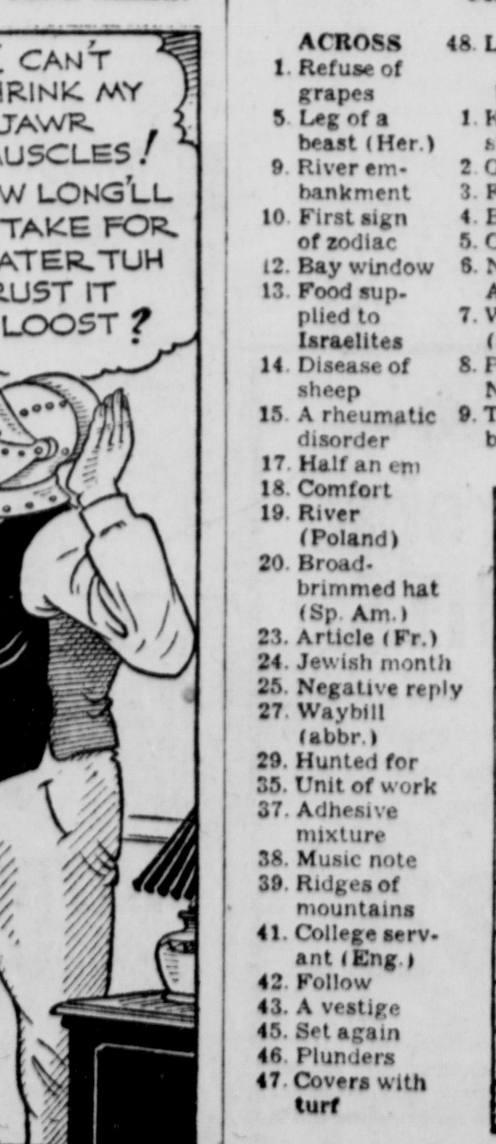 CAN'T
MY
JAWR
LONG'LL
TAKE FOR
TUH
IT
?
ACROSS
1. Refuse of
grapes
5. Leg of a
beast (Her.)
9. River em-
bankment
10. First sign
of zodiac
12. Bay window
13. Food sup-
plied to
Israelites
14. Disease of
sheep
15. A rheumatic
disorder
17. Half an em
18. Comfort
19. River
(Poland)
20. Broad-
brimmed hat
(Sp. Am.)
23. Article (Fr.)
24. Jewish month
25. Negative reply
27. Waybill
(abbr.)
29. Hunted for
35. Unit of work
37. Adhesive
mixture
38. Music note
39. Ridges of
mountains
41. College serv-
ant (Eng.)
42. Follow
43. A vestige
45. Set again
46. Plunders
47. Covers with
turf
48.
1.
2.
3.
4.
5.
6.
7.
8.
9.